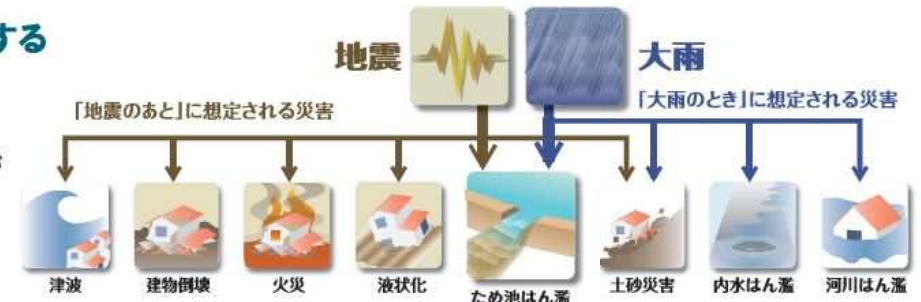 する
地震
大雨
「地震のあと」に想定される災害
「大雨のとき」に想定される災害
津波
建物倒壊
火災
液状化
ため池はん濫
土砂災害
内水はん濫
河川はん濫